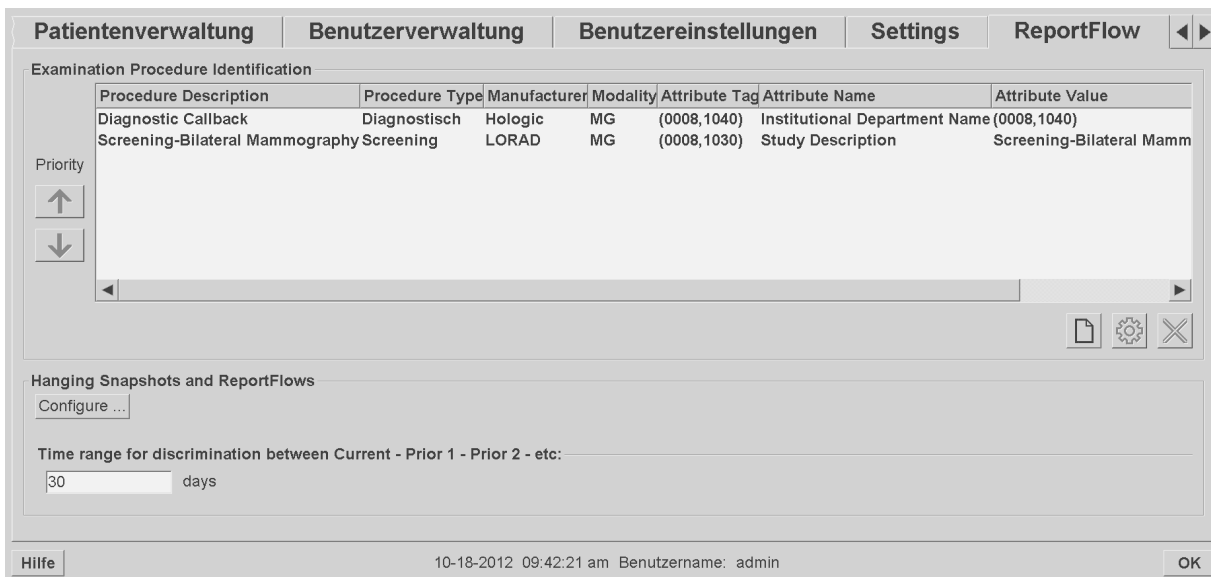 Patientenverwaltung Benutzerverwaltung Benutzereinstellungen Settings ReportFlow
Examination Procedure Identification
Procedure Description Procedure Type Manufacturer Modality Attribute Tag Attribute Name Attribute Value
Diagnostic Callback Diagnostisch Hologic MG (0008,1040) Institutional Department Name (0008,1040)
Screening-Bilateral Mammography Screening LORAD MG (0008,1030) Study Description Screening-Bilateral Mamm
Priority
Hanging Snapshots and ReportFlows
Configure ...
Time range for discrimination between Current - Prior 1 - Prior 2 - etc:
30 days
Hilfe 10-18-2012 09:42:21 am Benutzername: admin OK